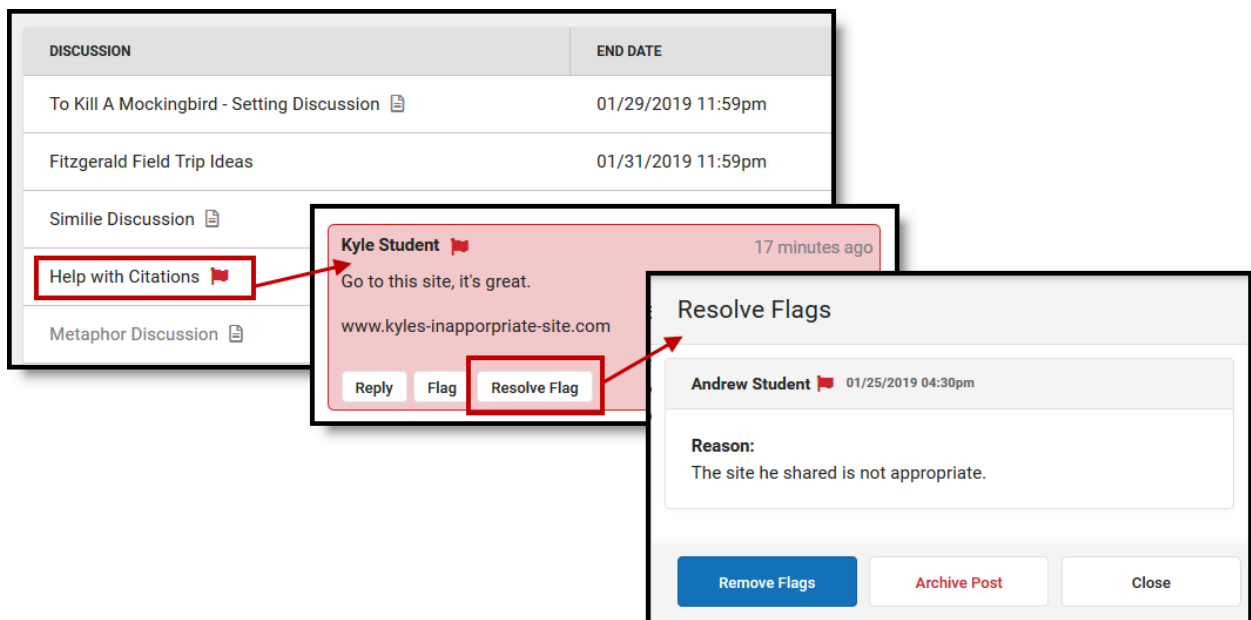 DISCUSSION END DATE
To Kill A Mockingbird - Setting Discussion 01/29/2019 11:59pm
Fitzgerald Field Trip Ideas 01/31/2019 11:59pm
Similie Discussion
Help with Citations
Metaphor Discussion
Kyle Student 17 minutes ago
Go to this site, it's great.
www.kyles-inapporpriate-site.com
Reply Flag Resolve Flag
Resolve Flags
Andrew Student 01/25/2019 04:30pm
Reason:
The site he shared is not appropriate.
Remove Flags Archive Post Close